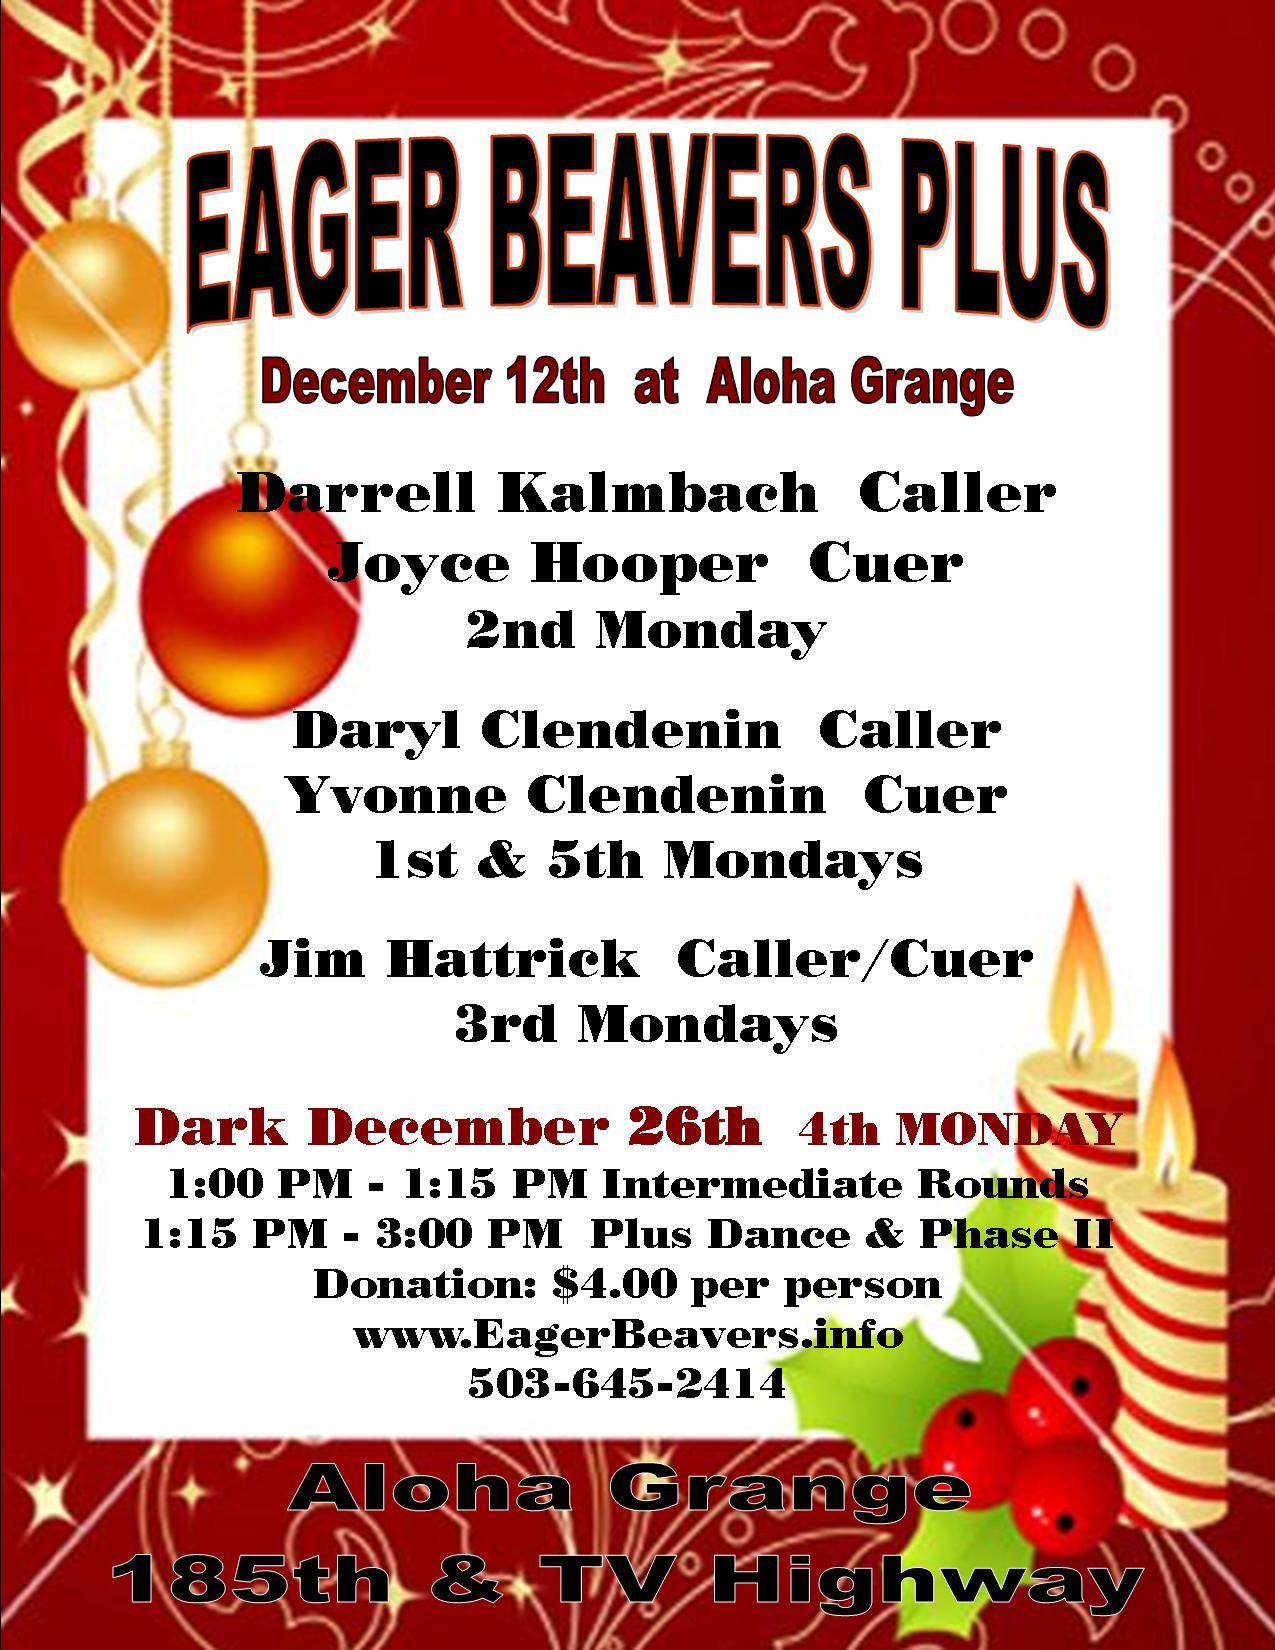 EAGER BEAVERS PLUS
December 12th at Aloha Grange
Darrell Kalmbach Caller
Joyce Hooper Cuer
2nd Monday
Daryl Clendenin Caller
Yvonne Clendenin Cuer
1st & 5th Mondays
Jim Hattrick Caller/Cuer
3rd Mondays
Dark December 26th 4th MONDAY
1:00 PM - 1:15 PM Intermediate Rounds
1:15 PM - 3:00 PM Plus Dance & Phase II
Donation: $4.00 per person
www.EagerBeavers.info
503-645-2414
Aloha Grange
185th & TV Highway